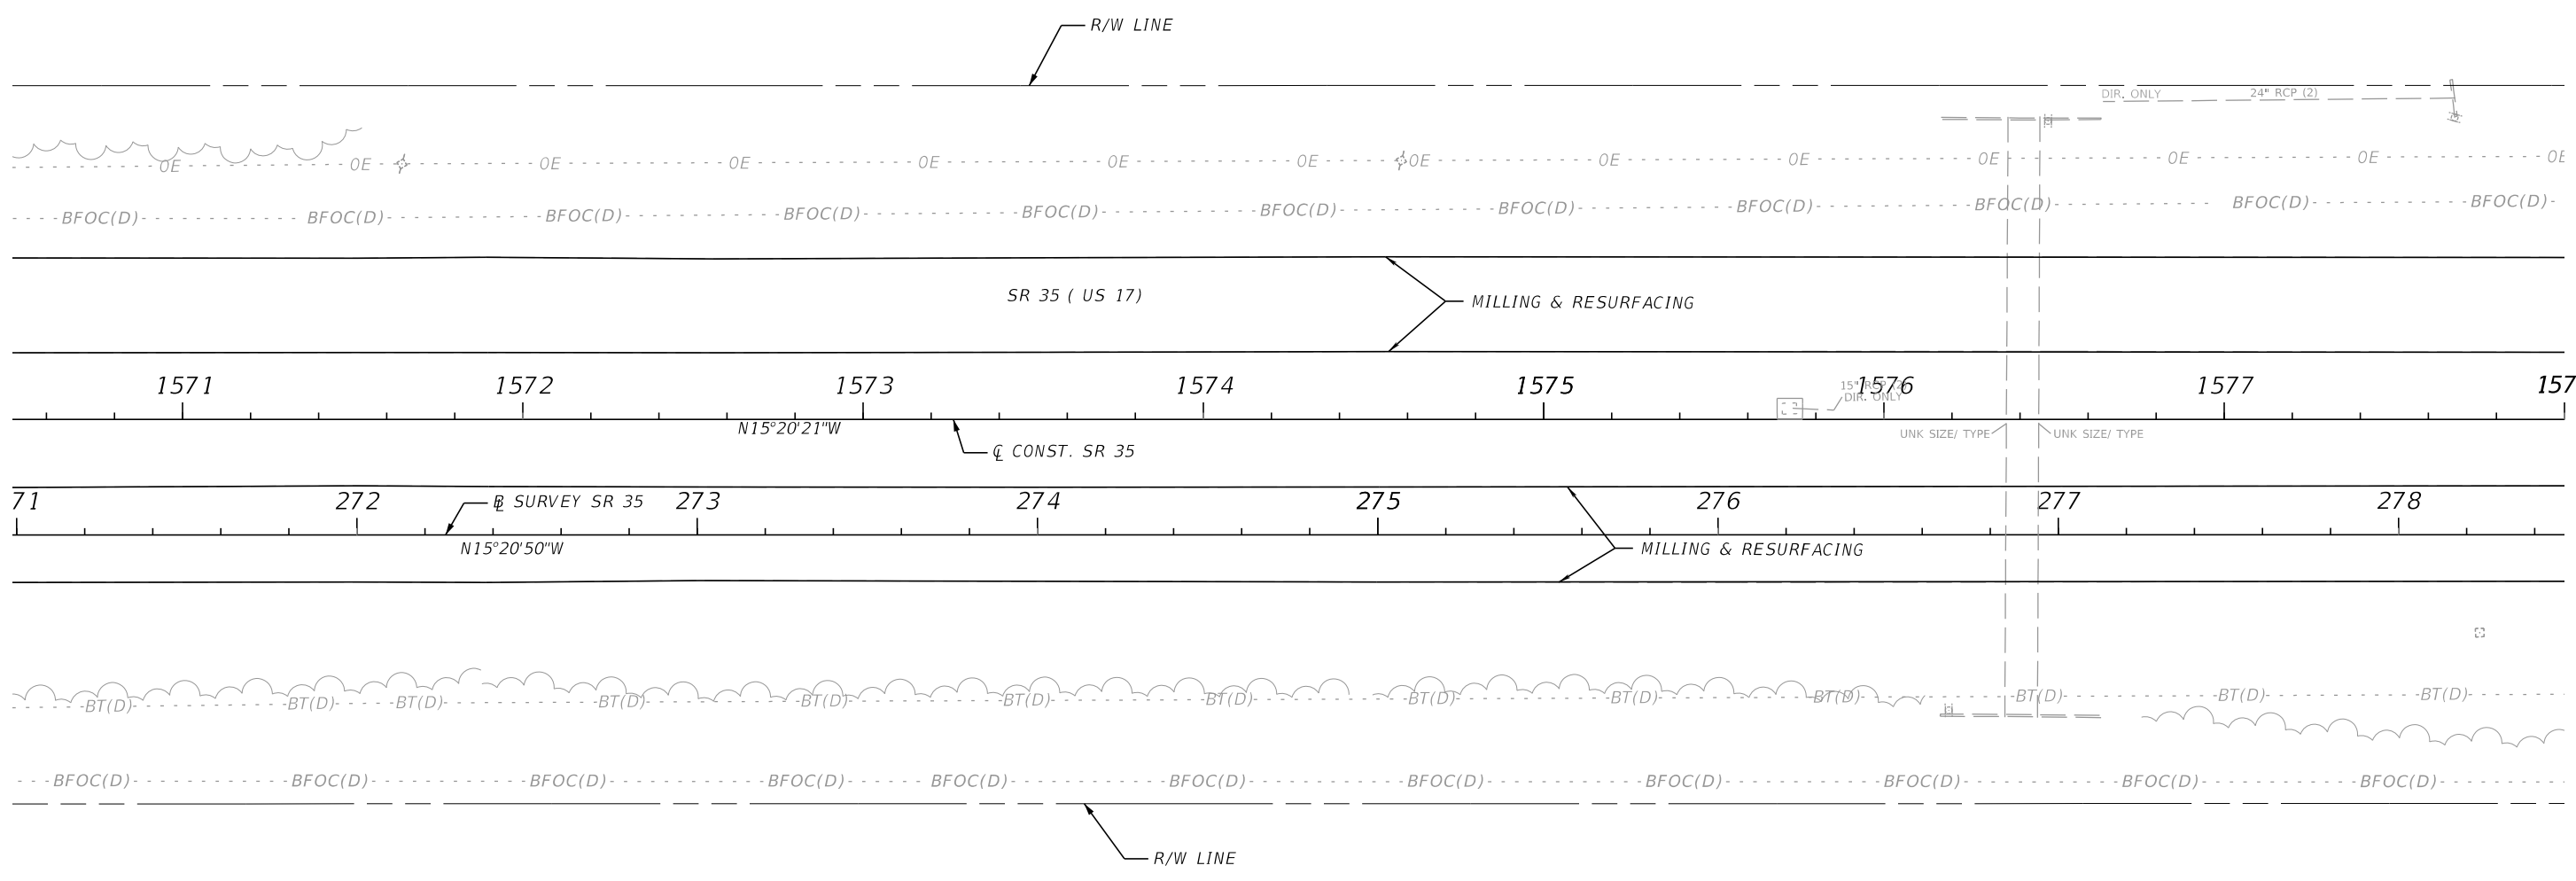 R/W LINE
DIR. ONLY 24" RCP (2)
OE OE OE OE OE OE OE OE OE OE OE OE OE
BFOC(D) BFOC(D) BFOC(D) BFOC(D) BFOC(D) BFOC(D) BFOC(D) BFOC(D) BFOC(D) BFOC(D) BFOC(D)
SR 35 ( US 17)
MILLING & RESURFACING
1571 1572 1573 1574 1575 1576 1577 157
15" RCP (2)
DIR. ONLY
N15°20'21"W
UNK SIZE/ TYPE UNK SIZE/ TYPE
℄ CONST. SR 35
71 272 273 274 275 276 277 278
BL SURVEY SR 35
N15°20'50"W
MILLING & RESURFACING
BT(D) BT(D) BT(D) BT(D) BT(D) BT(D) BT(D) BT(D) BT(D) BT(D) BT(D) BT(D) BT(D)
BFOC(D) BFOC(D) BFOC(D) BFOC(D) BFOC(D) BFOC(D) BFOC(D) BFOC(D) BFOC(D) BFOC(D) BFOC(D)
R/W LINE